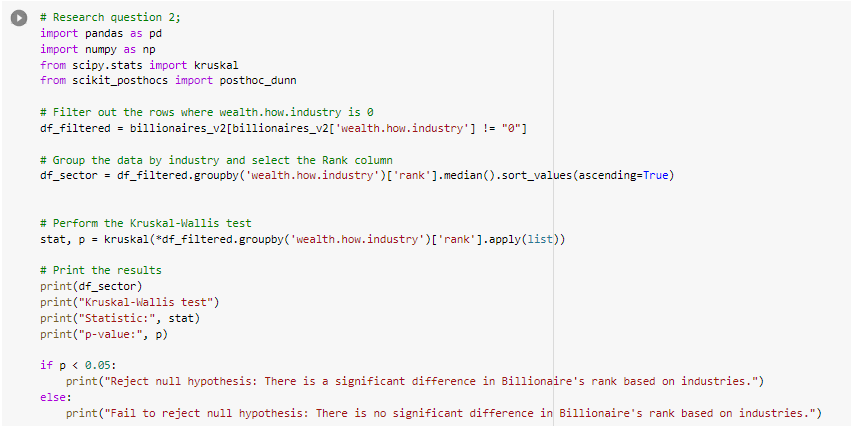 # Research question 2;
import pandas as pd
import numpy as np
from scipy.stats import kruskal
from scikit_posthocs import posthoc_dunn
# Filter out the rows where wealth.how.industry is 0
df_filtered = billionaires_v2[billionaires_v2['wealth.how.industry'] != "0"]
# Group the data by industry and select the Rank column
df_sector = df_filtered.groupby('wealth.how.industry')['rank'].median().sort_values(ascending=True)
# Perform the Kruskal-Wallis test
stat, p = kruskal(*df_filtered.groupby('wealth.how.industry')['rank'].apply(list))
# Print the results
print(df_sector)
print("Kruskal-Wallis test")
print("Statistic:", stat)
print("p-value:", p)
if p < 0.05:
    print("Reject null hypothesis: There is a significant difference in Billionaire's rank based on industries.")
else:
    print("Fail to reject null hypothesis: There is no significant difference in Billionaire's rank based on industries.")